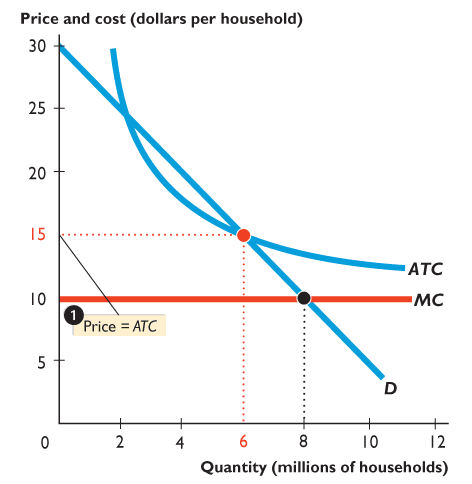 Price and cost (dollars per household)
30
25
20
15
10
5
0
ATC
MC
1 Price = ATC
D
2 4 6 8 10 12
Quantity (millions of households)